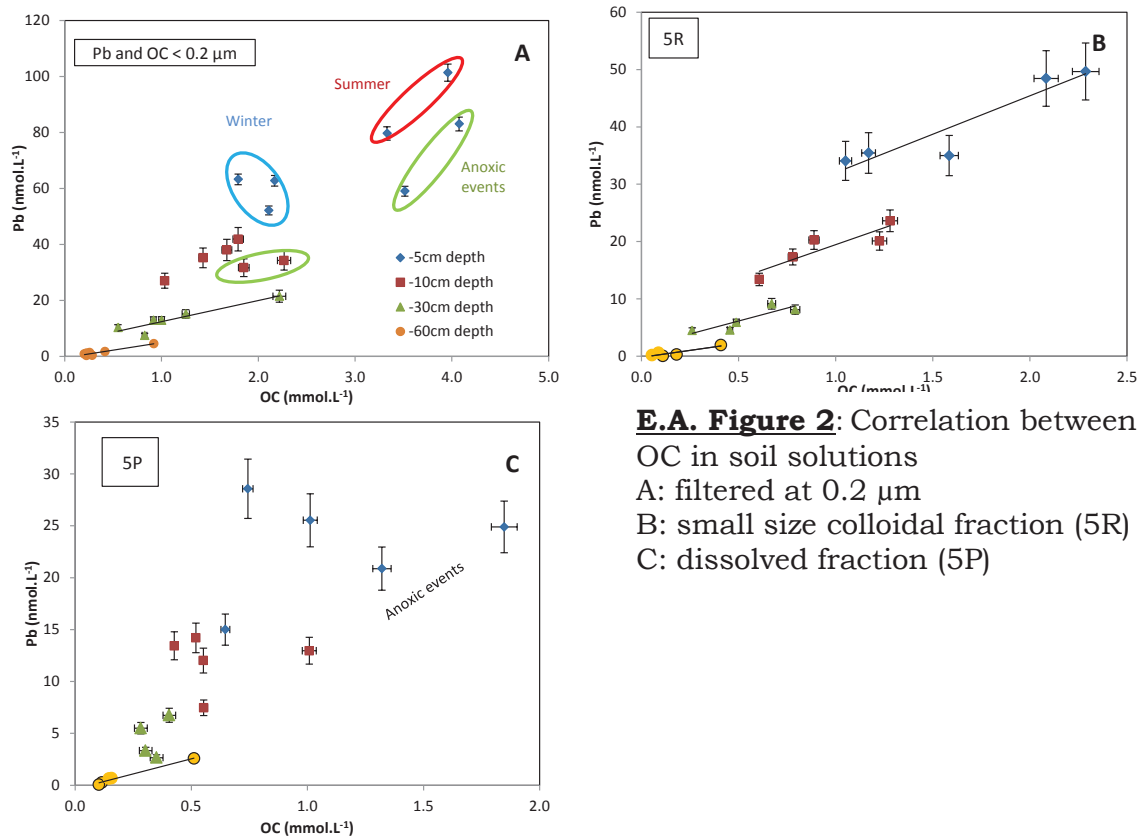 Pb and OC < 0.2 µm
A
Summer
Winter
Anoxic
events
-5cm depth
-10cm depth
-30cm depth
-60cm depth
120
100
80
60
40
20
0
Pb (nmol.L⁻¹)
0.0 1.0 2.0 3.0 4.0 5.0
OC (mmol.L⁻¹)
5R
B
60
50
40
30
20
10
0
Pb (nmol.L⁻¹)
0.0 0.5 1.0 1.5 2.0 2.5
OC (mmol.L⁻¹)
5P
C
Anoxic events
35
30
25
20
15
10
5
0
Pb (nmol.L⁻¹)
0.0 0.5 1.0 1.5 2.0
OC (mmol.L⁻¹)
E.A. Figure 2: Correlation between
OC in soil solutions
A: filtered at 0.2 µm
B: small size colloidal fraction (5R)
C: dissolved fraction (5P)